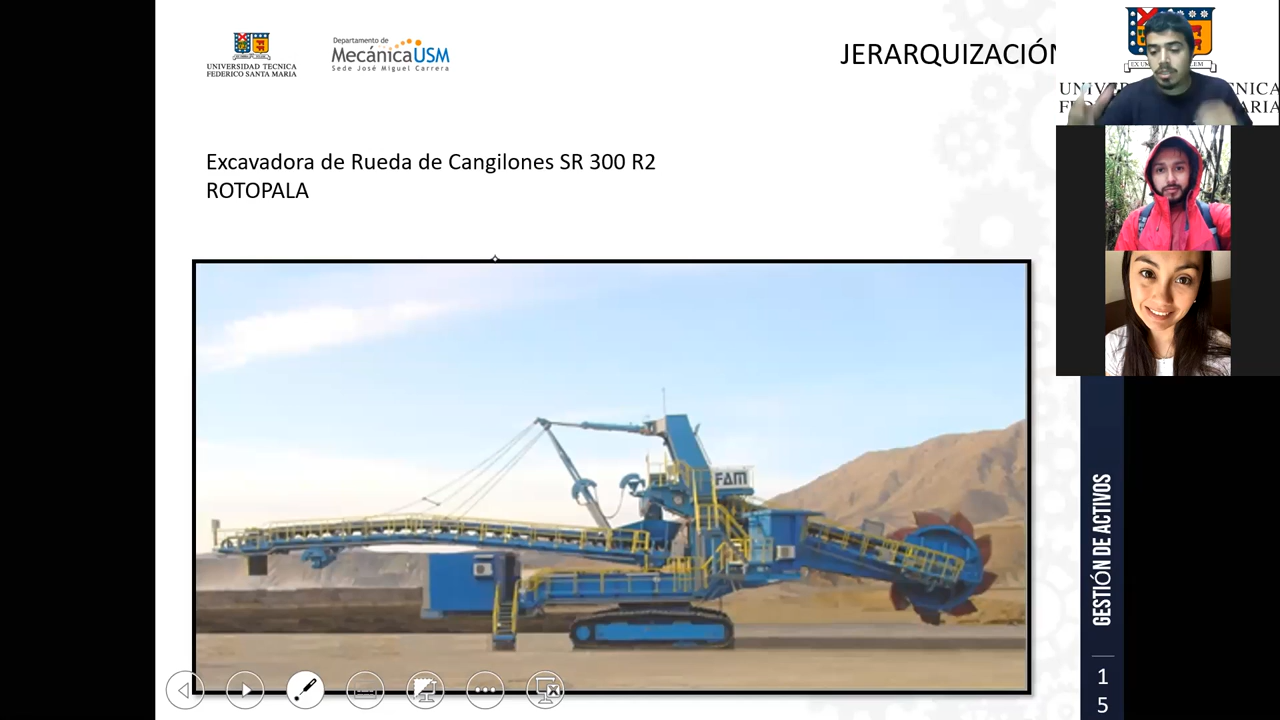 UNIVERSIDAD TECNICA
FEDERICO SANTA MARIA
Departamento de
MecánicaUSM
Sede José Miguel Carrera
JERARQUIZACIÓN
Excavadora de Rueda de Cangilones SR 300 R2
ROTOPALA
FAM
GESTIÓN DE ACTIVOS
1
5